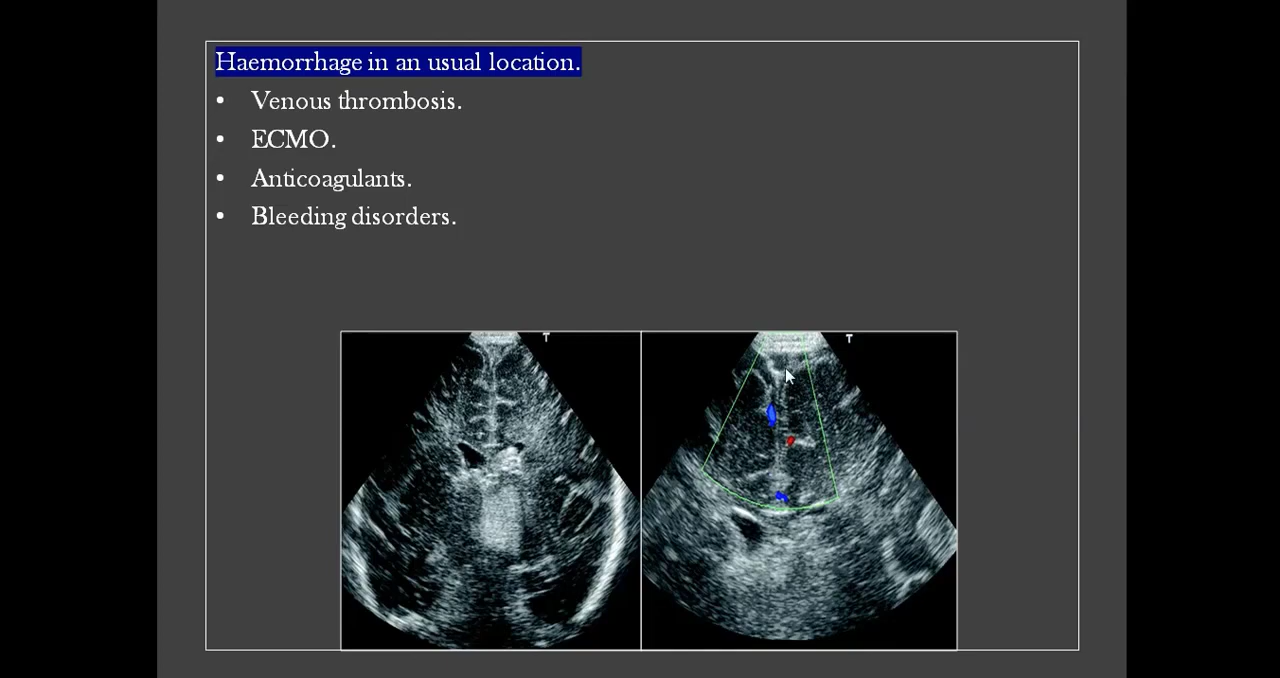 Haemorrhage in an usual location.
• Venous thrombosis.
• ECMO.
• Anticoagulants.
• Bleeding disorders.
T
T